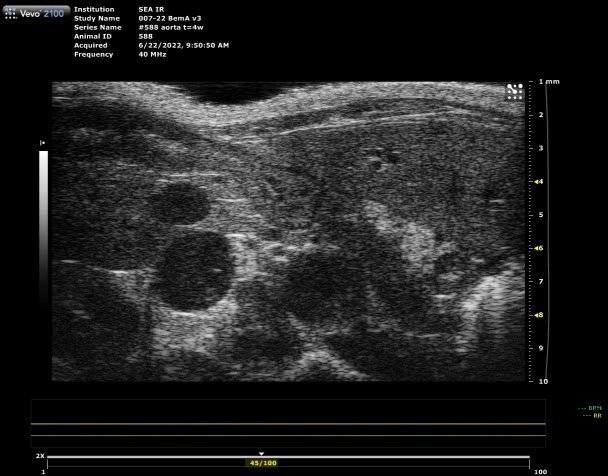 Vevo 2100
Institution SEA IR
Study Name 007-22 BemA v3
Series Name #588 aorta t=4w
Animal ID 588
Acquired 6/22/2022, 9:50:50 AM
Frequency 40 MHz
1 mm
2
3
4
5
6
7
8
9
10
--- BPM
--- RR
2X
45/100
1 100